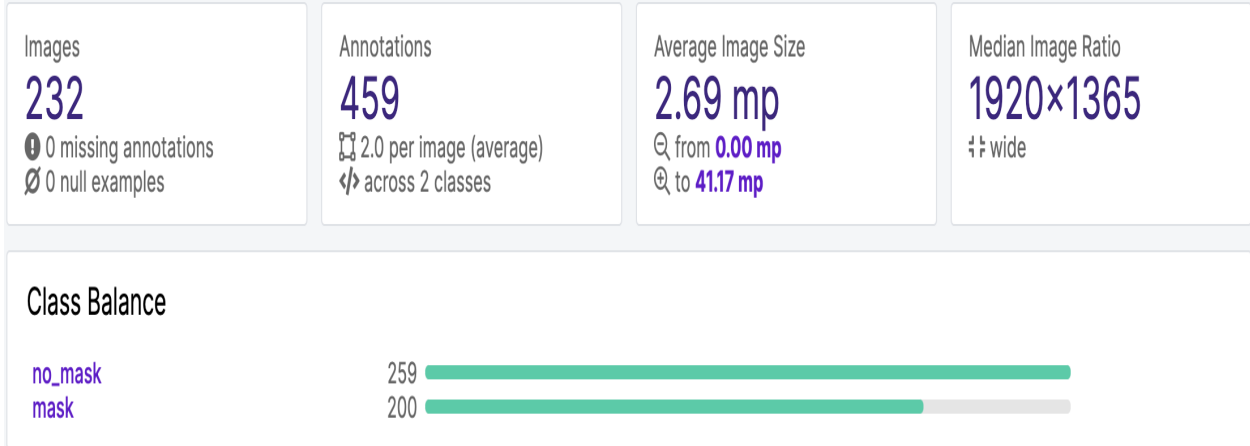 Images
232
0 missing annotations
0 null examples
Annotations
459
2.0 per image (average)
across 2 classes
Average Image Size
2.69 mp
from 0.00 mp
to 41.17 mp
Median Image Ratio
1920×1365
wide
Class Balance
no_mask 259
mask 200